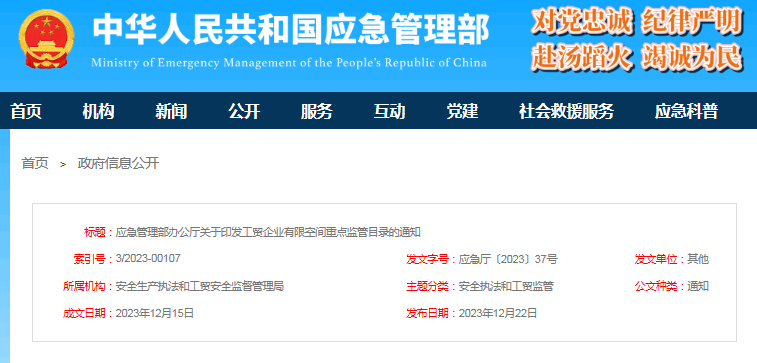 中华人民共和国应急管理部
Ministry of Emergency Management of the People's Republic of China
对党忠诚 纪律严明
赴汤蹈火 竭诚为民
首页 机构 新闻 公开 服务 互动 党建 社会救援服务 应急科普
首页 > 政府信息公开
标题：应急管理部办公厅关于印发工贸企业有限空间重点监管目录的通知
索引号：3/2023-00107 发文字号：应急厅〔2023〕37号 发文单位：其他
所属机构：安全生产执法和工贸安全监督管理局 主题分类：安全执法和工贸监管 公文种类：通知
成文日期：2023年12月15日 发布日期：2023年12月22日